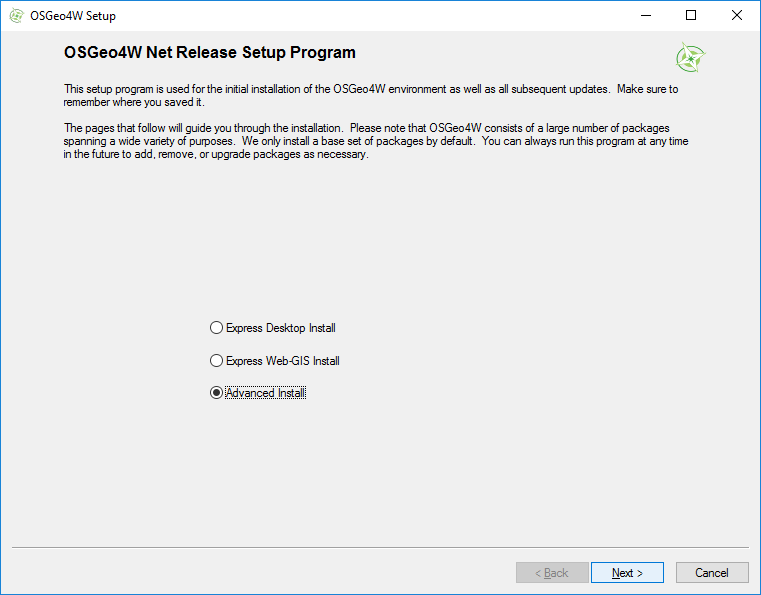 OSGeo4W Setup
OSGeo4W Net Release Setup Program
This setup program is used for the initial installation of the OSGeo4W environment as well as all subsequent updates.  Make sure to
remember where you saved it.
The pages that follow will guide you through the installation.  Please note that OSGeo4W consists of a large number of packages
spanning a wide variety of purposes.  We only install a base set of packages by default.  You can always run this program at any time
in the future to add, remove, or upgrade packages as necessary.
Express Desktop Install
Express Web-GIS Install
Advanced Install
< Back Next > Cancel